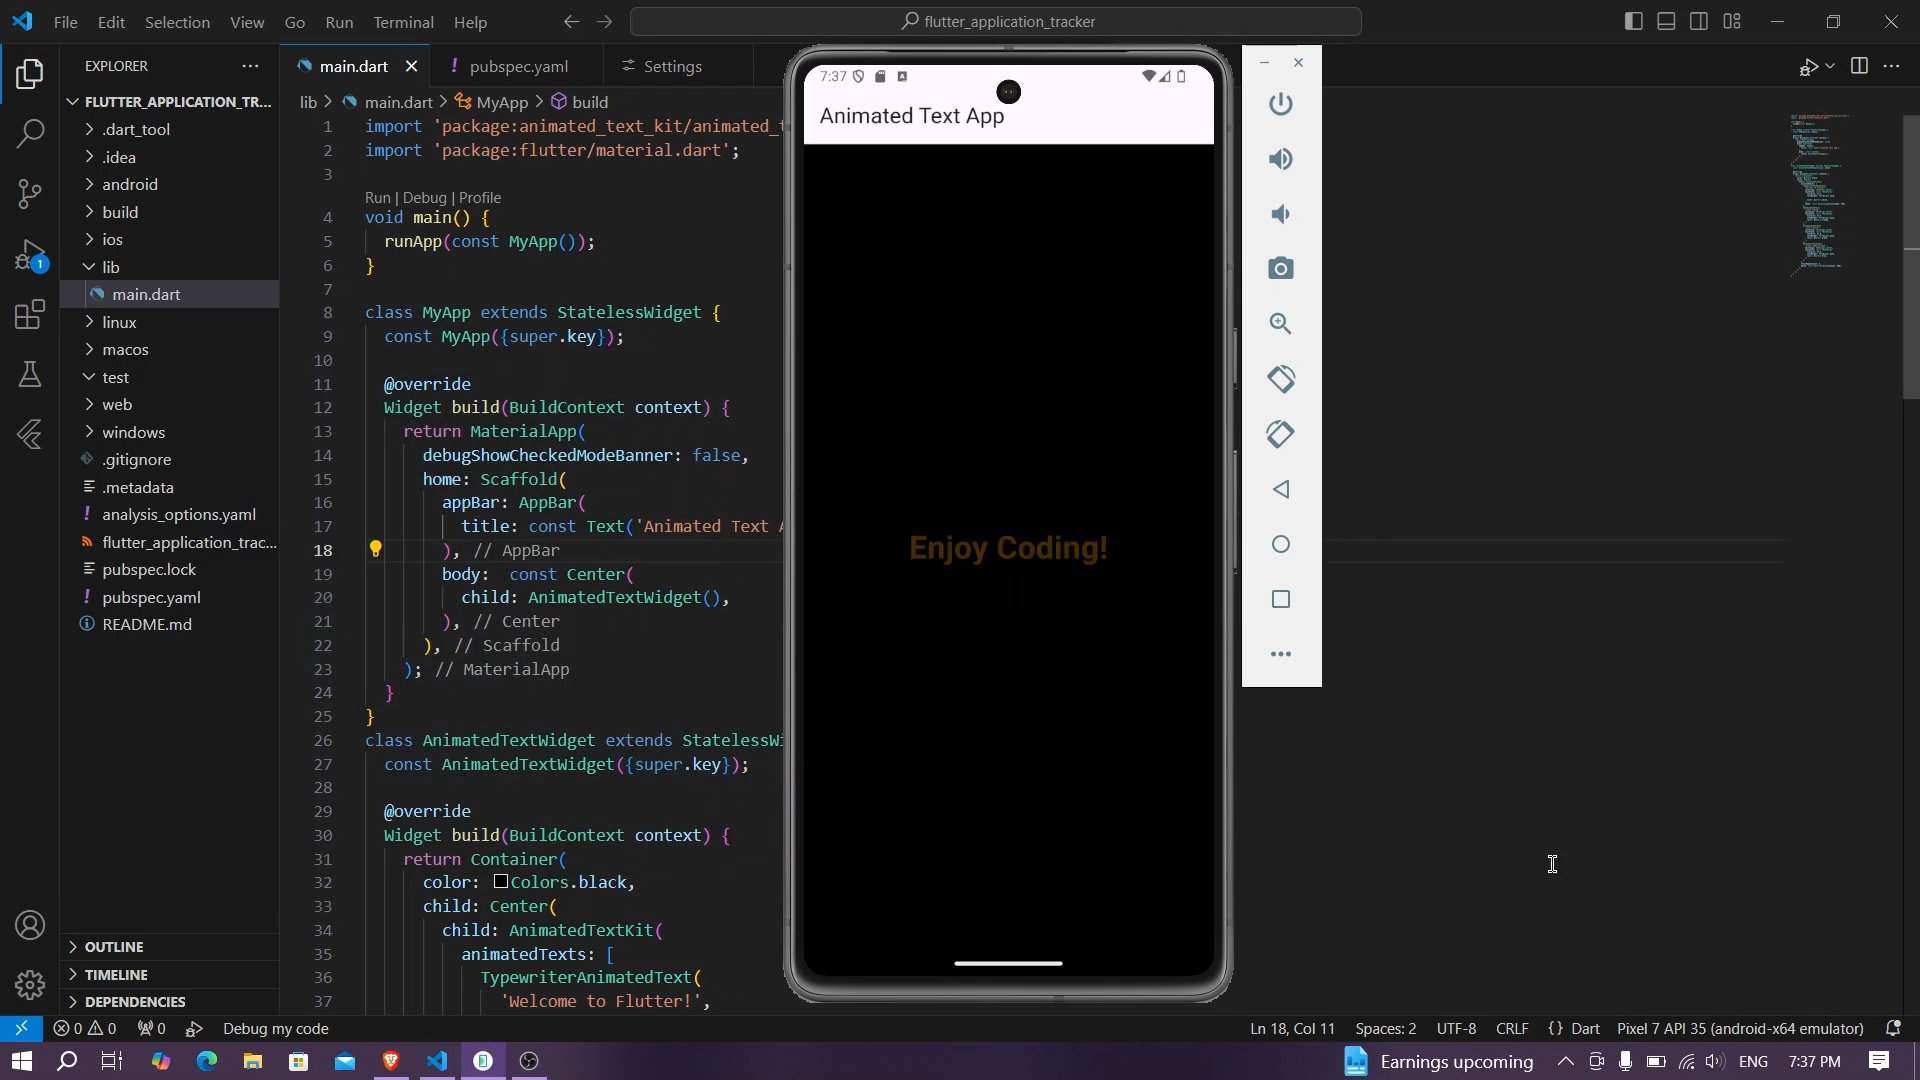 File Edit Selection View Go Run Terminal Help
flutter_application_tracker
EXPLORER
FLUTTER_APPLICATION_TR...
.dart_tool
.idea
android
build
ios
lib
main.dart
linux
macos
test
web
windows
.gitignore
.metadata
analysis_options.yaml
flutter_application_trac...
pubspec.lock
pubspec.yaml
README.md
OUTLINE
TIMELINE
DEPENDENCIES
main.dart
pubspec.yaml
Settings
lib > main.dart > MyApp > build
1 import 'package:animated_text_kit/animated_t
2 import 'package:flutter/material.dart';
3
Run | Debug | Profile
4 void main() {
5 runApp(const MyApp());
6 }
7
8 class MyApp extends StatelessWidget {
9 const MyApp({super.key});
10
11 @override
12 Widget build(BuildContext context) {
13 return MaterialApp(
14 debugShowCheckedModeBanner: false,
15 home: Scaffold(
16 appBar: AppBar(
17 title: const Text('Animated Text A
18 ), // AppBar
19 body:  const Center(
20 child: AnimatedTextWidget(),
21 ), // Center
22 ), // Scaffold
23 ); // MaterialApp
24 }
25 }
26 class AnimatedTextWidget extends StatelessWi
27 const AnimatedTextWidget({super.key});
28
29 @override
30 Widget build(BuildContext context) {
31 return Container(
32 color: Colors.black,
33 child: Center(
34 child: AnimatedTextKit(
35 animatedTexts: [
36 TypewriterAnimatedText(
37 'Welcome to Flutter!',
7:37
Animated Text App
Enjoy Coding!
1
0 0 0 Debug my code
Ln 18, Col 11 Spaces: 2 UTF-8 CRLF {} Dart Pixel 7 API 35 (android-x64 emulator)
Earnings upcoming ENG 7:37 PM